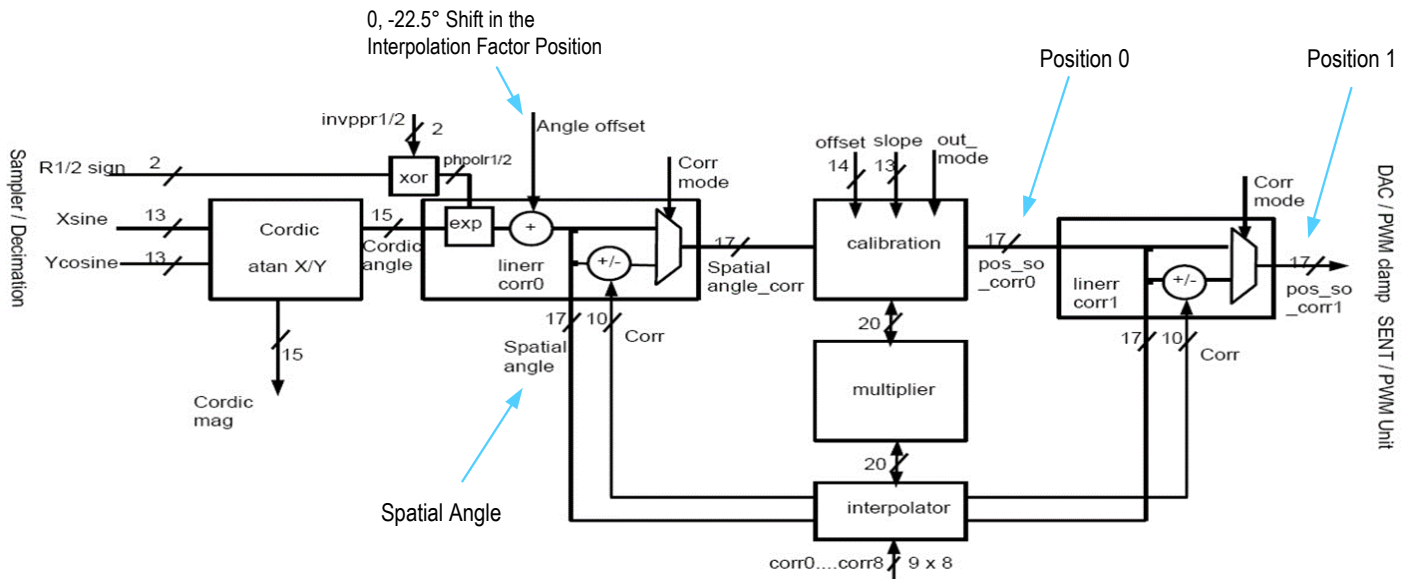 0, -22.5° Shift in the
Interpolation Factor Position
Position 0
Position 1
invppr1/2
2
Angle offset
R1/2 sign
2
xor
phpolr1/2
Corr
mode
offset
slope
out_
mode
14
13
Corr
mode
Sampler / Decimation
Xsine
13
Ycosine
13
Cordic
atan X/Y
15
Cordic
angle
exp
+
linerr
corr0
+/-
17
Spatial
angle_corr
calibration
17
pos_so
_corr0
linerr
corr1
+/-
17
pos_so
_corr1
DAC / PWM clamp SENT / PWM Unit
15
Cordic
mag
17
10
Corr
Spatial
angle
20
multiplier
20
17
10
Corr
Spatial Angle
interpolator
corr0....corr8
9 x 8